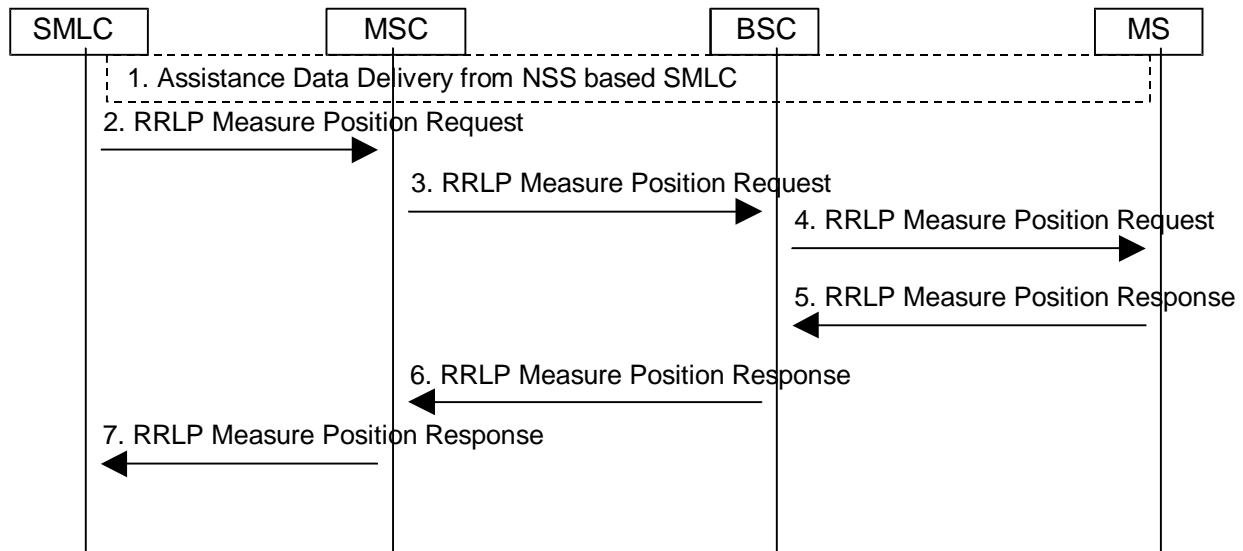 SMLC
MSC
BSC
MS
1. Assistance Data Delivery from NSS based SMLC
2. RRLP Measure Position Request
3. RRLP Measure Position Request
4. RRLP Measure Position Request
5. RRLP Measure Position Response
6. RRLP Measure Position Response
7. RRLP Measure Position Response